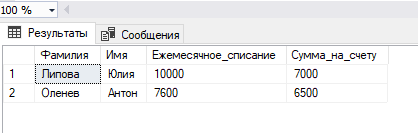 100 %
Результаты Сообщения
Фамилия Имя Ежемесячное_списание Сумма_на_счету
1 Липова Юлия 10000 7000
2 Оленев Антон 7600 6500